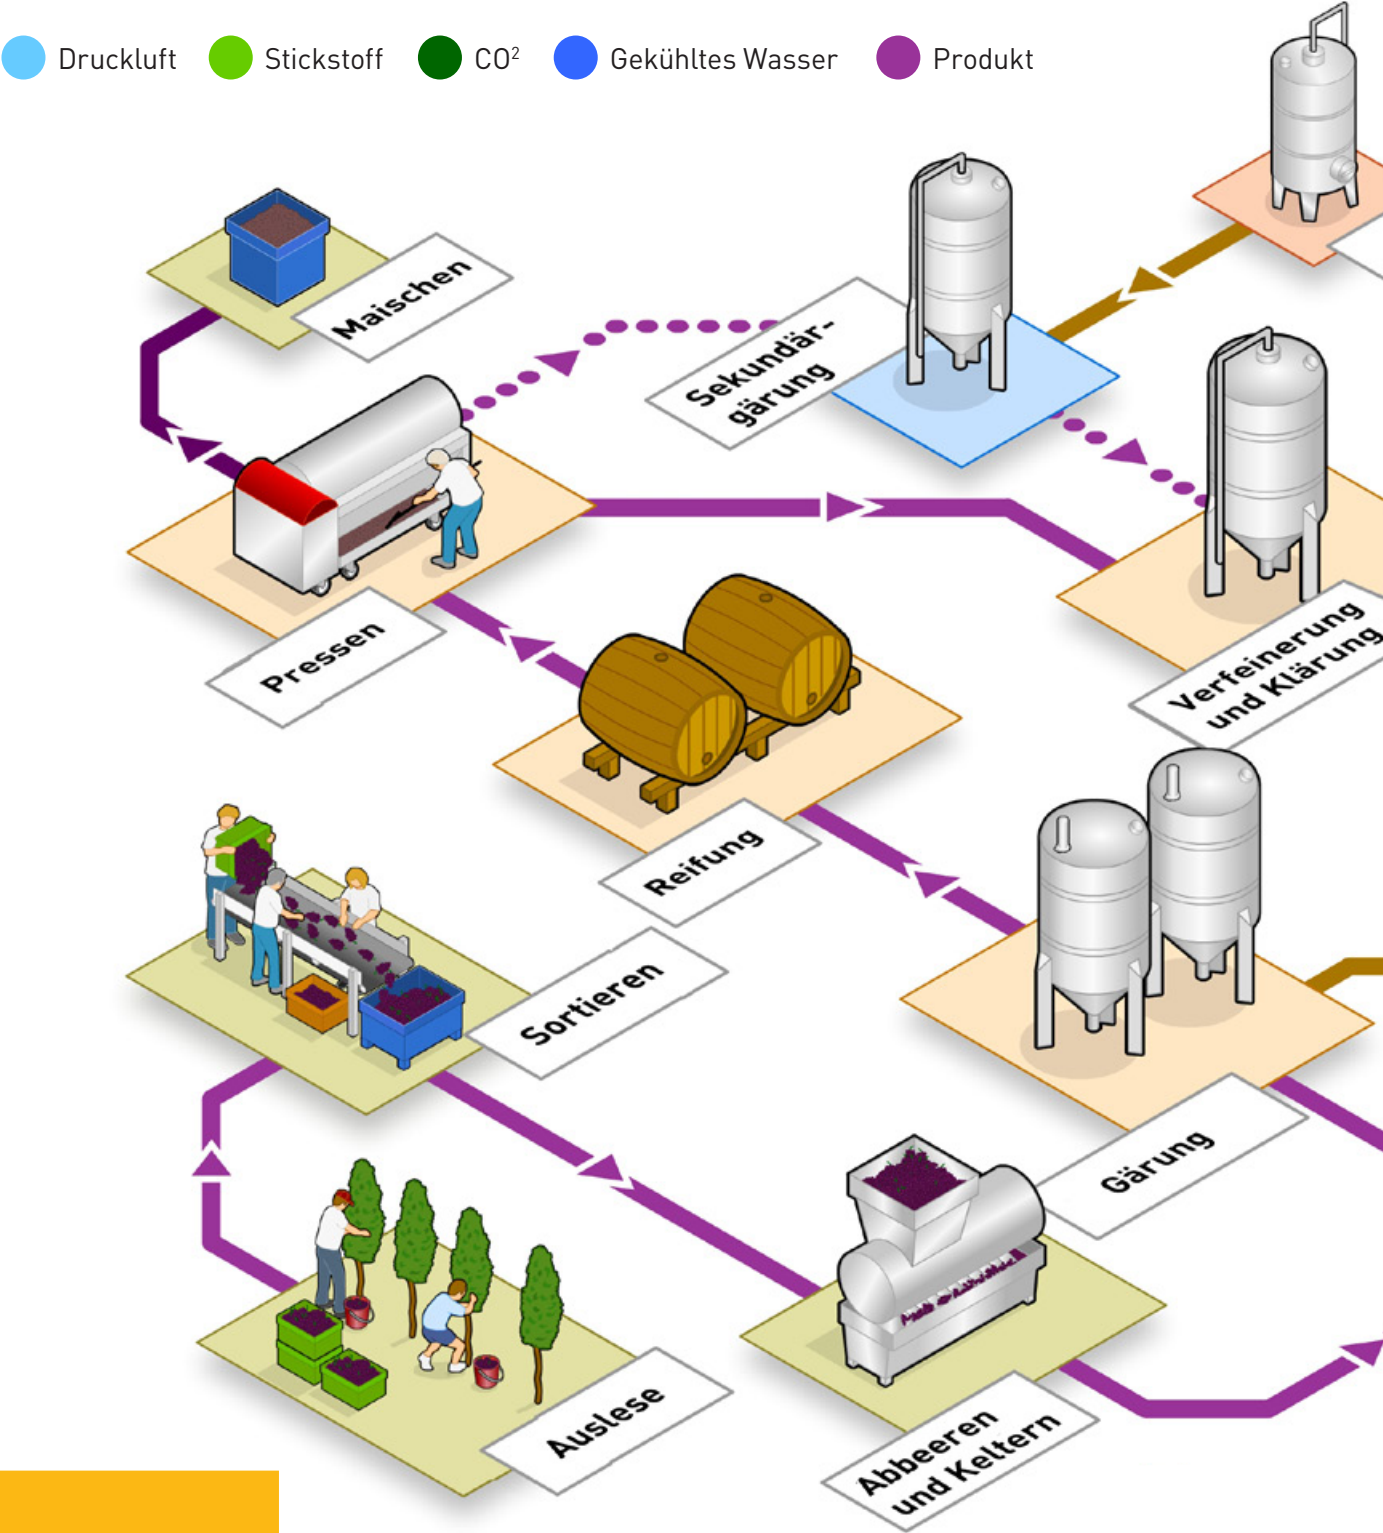 Druckluft
Stickstoff
CO²
Gekühltes Wasser
Produkt
Maischen
Sekundär-
gärung
Pressen
Verfeinerung
und Klärung
Reifung
Sortieren
Gärung
Auslese
Abbeeren
und Keltern